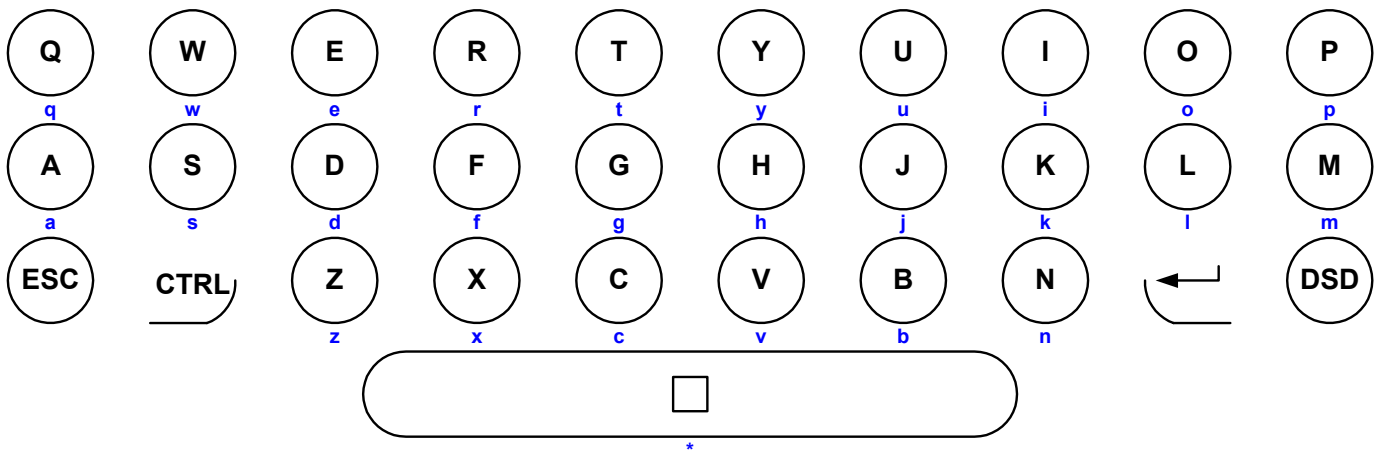 Q W E R T Y U I O P
q w e r t y u i o p
A S D F G H J K L M
a s d f g h j k l m
ESC CTRL Z X C V B N DSD
z x c v b n
*